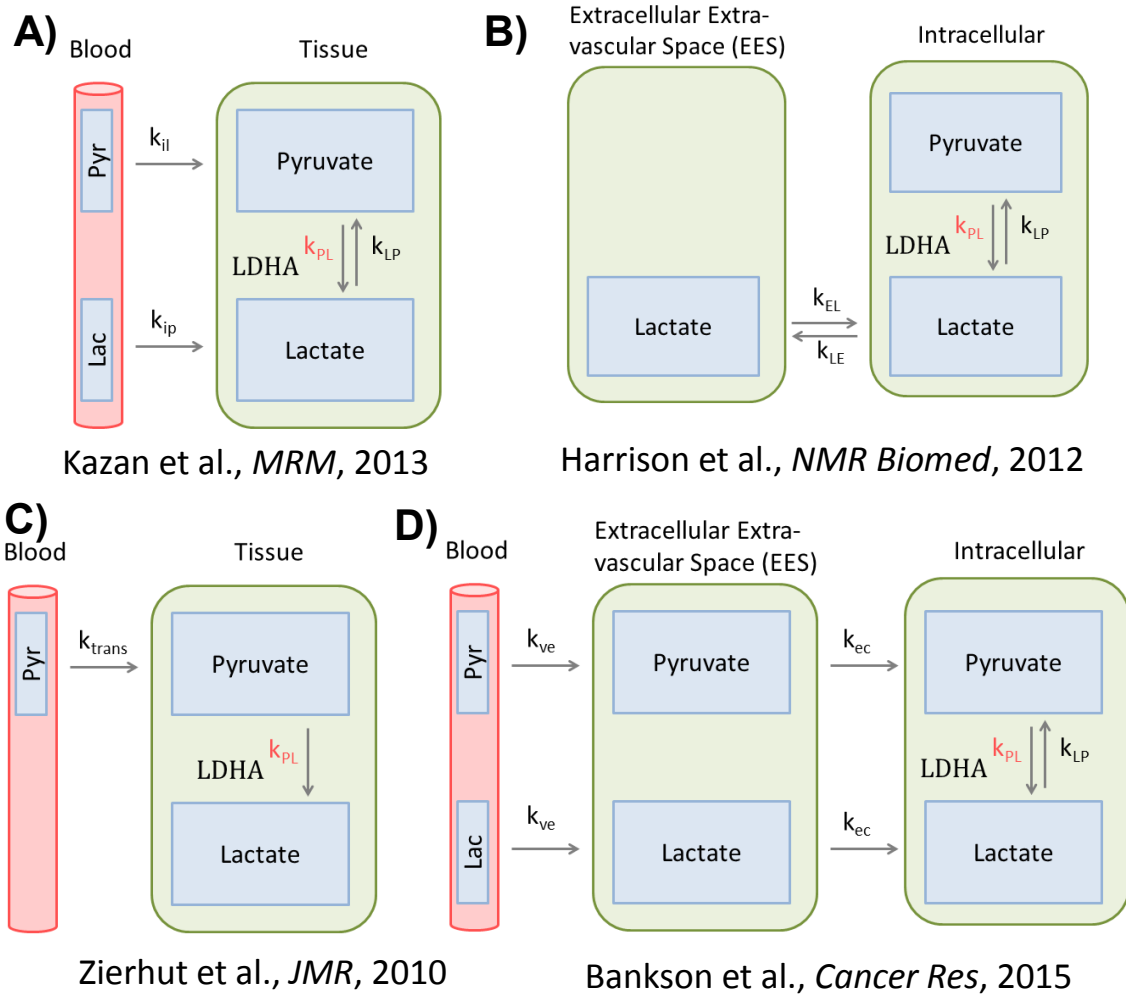 A)
Blood
Tissue
Pyr
k_il
Pyruvate
LDHA
k_PL
k_LP
Lac
k_ip
Lactate
Kazan et al., MRM, 2013
B)
Extracellular Extra-
vascular Space (EES)
Intracellular
Pyruvate
LDHA
k_PL
k_LP
Lactate
k_EL
k_LE
Lactate
Harrison et al., NMR Biomed, 2012
C)
Blood
Tissue
Pyr
k_trans
Pyruvate
LDHA
k_PL
Lactate
Zierhut et al., JMR, 2010
D)
Blood
Extracellular Extra-
vascular Space (EES)
Intracellular
Pyr
k_ve
Pyruvate
k_ec
Pyruvate
LDHA
k_PL
k_LP
Lac
k_ve
Lactate
k_ec
Lactate
Bankson et al., Cancer Res, 2015